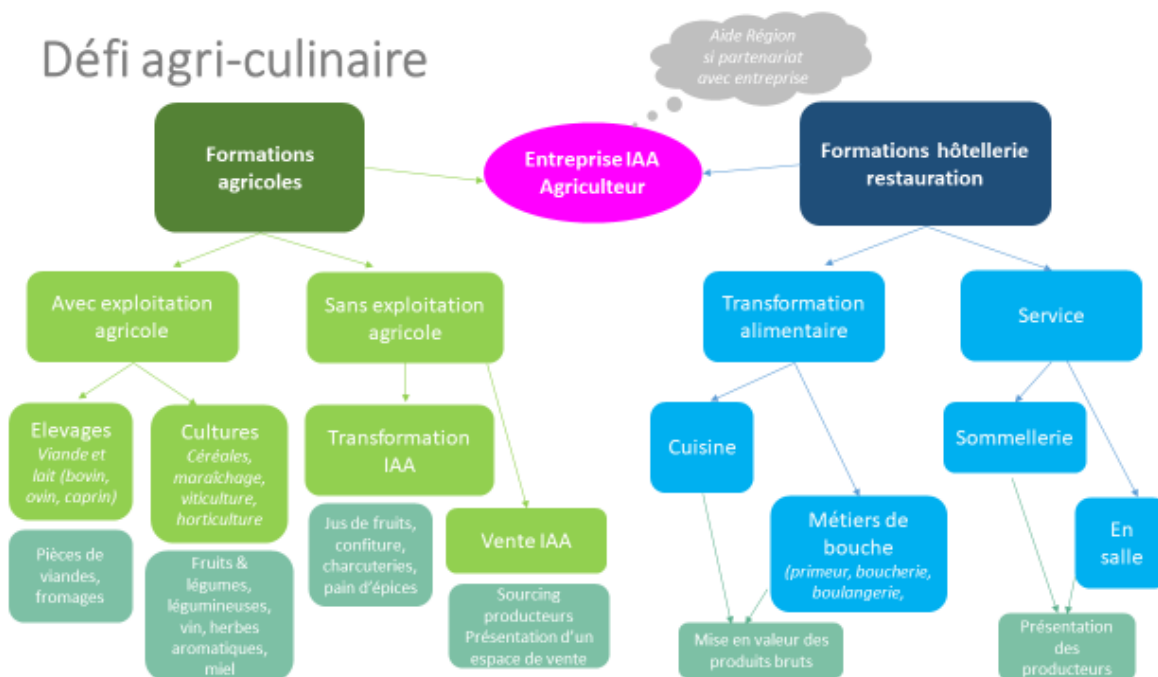 Défi agri-culinaire
Aide Région
si partenariat
avec entreprise
Formations
agricoles
Entreprise IAA
Agriculteur
Formations hôtellerie
restauration
Avec exploitation
agricole
Sans exploitation
agricole
Transformation
alimentaire
Service
Elevages
Viande et
lait (bovin,
ovin, caprin)
Cultures
Céréales,
maraîchage,
viticulture,
horticulture
Transformation
IAA
Cuisine
Sommellerie
Pièces de
viandes,
fromages
Fruits &
légumes,
légumineuses,
vin, herbes
aromatiques,
miel
Jus de fruits,
confiture,
charcuteries,
pain d'épices
Vente IAA
Sourcing
producteurs
Présentation d'un
espace de vente
Métiers de
bouche
(primeur, boucherie,
boulangerie,
En
salle
Mise en valeur des
produits bruts
Présentation
des
producteurs